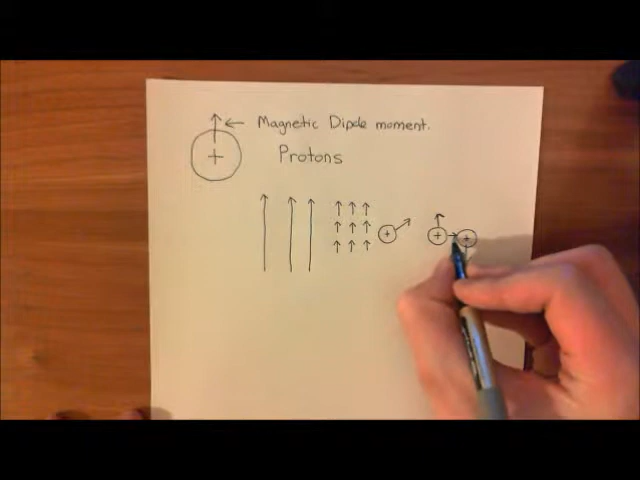 Magnetic Dipole moment.
+
Protons
+ + +